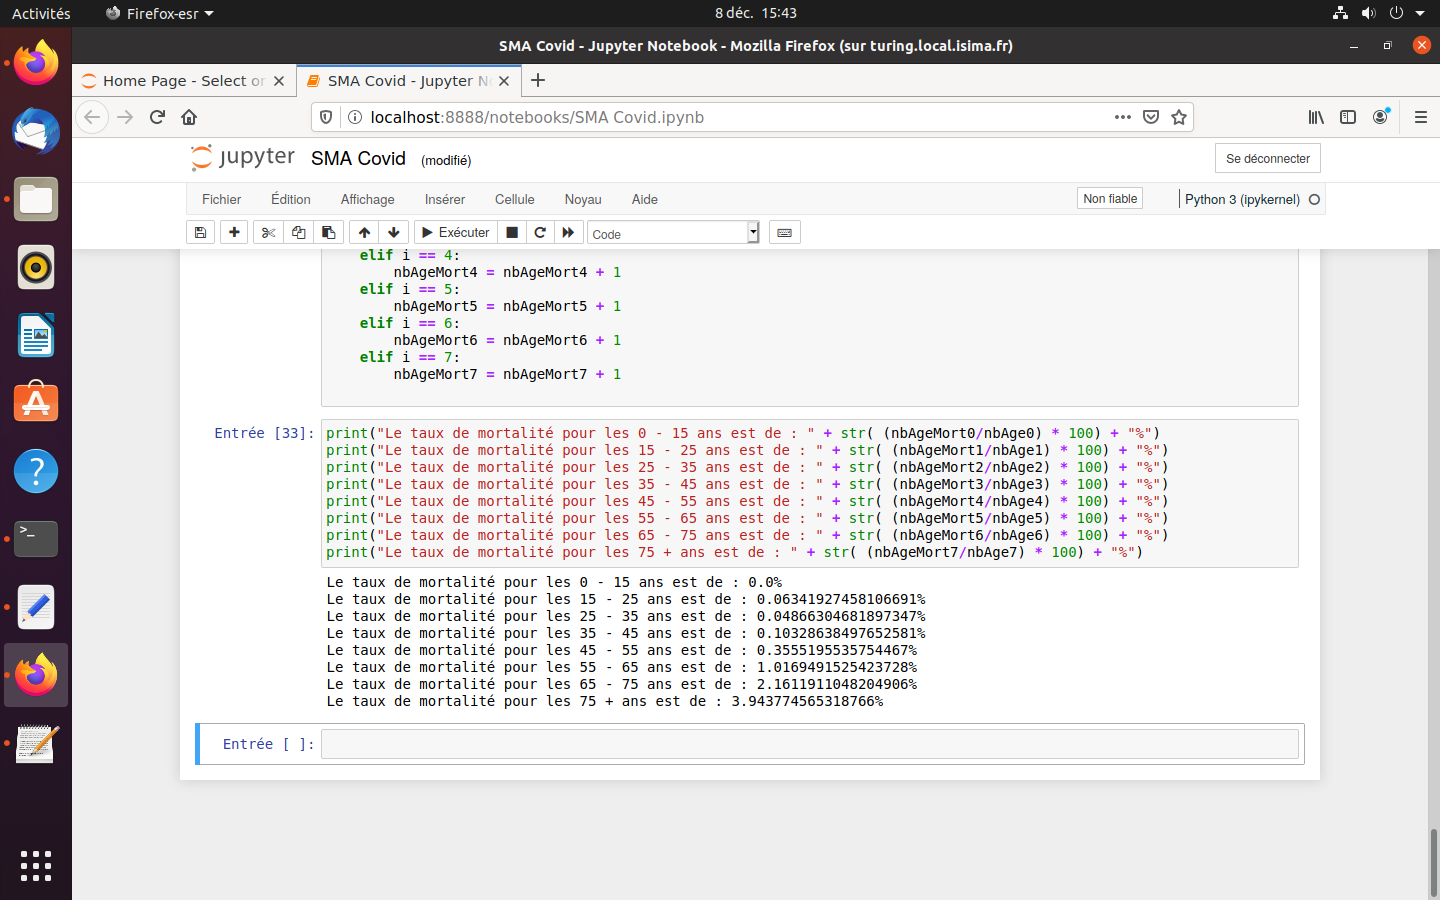 Activités
Firefox-esr
8 déc. 15:43
SMA Covid - Jupyter Notebook - Mozilla Firefox (sur turing.local.isima.fr)
Home Page - Select or
SMA Covid - Jupyter No
localhost:8888/notebooks/SMA Covid.ipynb
jupyter
SMA Covid
(modifié)
Se déconnecter
Fichier
Édition
Affichage
Insérer
Cellule
Noyau
Aide
Non fiable
Python 3 (ipykernel)
Exécuter
Code
elif i == 4:
nbAgeMort4 = nbAgeMort4 + 1
elif i == 5:
nbAgeMort5 = nbAgeMort5 + 1
elif i == 6:
nbAgeMort6 = nbAgeMort6 + 1
elif i == 7:
nbAgeMort7 = nbAgeMort7 + 1
Entrée [33]:
print("Le taux de mortalité pour les 0 - 15 ans est de : " + str( (nbAgeMort0/nbAge0) * 100) + "%")
print("Le taux de mortalité pour les 15 - 25 ans est de : " + str( (nbAgeMort1/nbAge1) * 100) + "%")
print("Le taux de mortalité pour les 25 - 35 ans est de : " + str( (nbAgeMort2/nbAge2) * 100) + "%")
print("Le taux de mortalité pour les 35 - 45 ans est de : " + str( (nbAgeMort3/nbAge3) * 100) + "%")
print("Le taux de mortalité pour les 45 - 55 ans est de : " + str( (nbAgeMort4/nbAge4) * 100) + "%")
print("Le taux de mortalité pour les 55 - 65 ans est de : " + str( (nbAgeMort5/nbAge5) * 100) + "%")
print("Le taux de mortalité pour les 65 - 75 ans est de : " + str( (nbAgeMort6/nbAge6) * 100) + "%")
print("Le taux de mortalité pour les 75 + ans est de : " + str( (nbAgeMort7/nbAge7) * 100) + "%")
Le taux de mortalité pour les 0 - 15 ans est de : 0.0%
Le taux de mortalité pour les 15 - 25 ans est de : 0.06341927458106691%
Le taux de mortalité pour les 25 - 35 ans est de : 0.04866304681897347%
Le taux de mortalité pour les 35 - 45 ans est de : 0.10328638497652581%
Le taux de mortalité pour les 45 - 55 ans est de : 0.3555195535754467%
Le taux de mortalité pour les 55 - 65 ans est de : 1.0169491525423728%
Le taux de mortalité pour les 65 - 75 ans est de : 2.1611911048204906%
Le taux de mortalité pour les 75 + ans est de : 3.943774565318766%
Entrée [ ]: